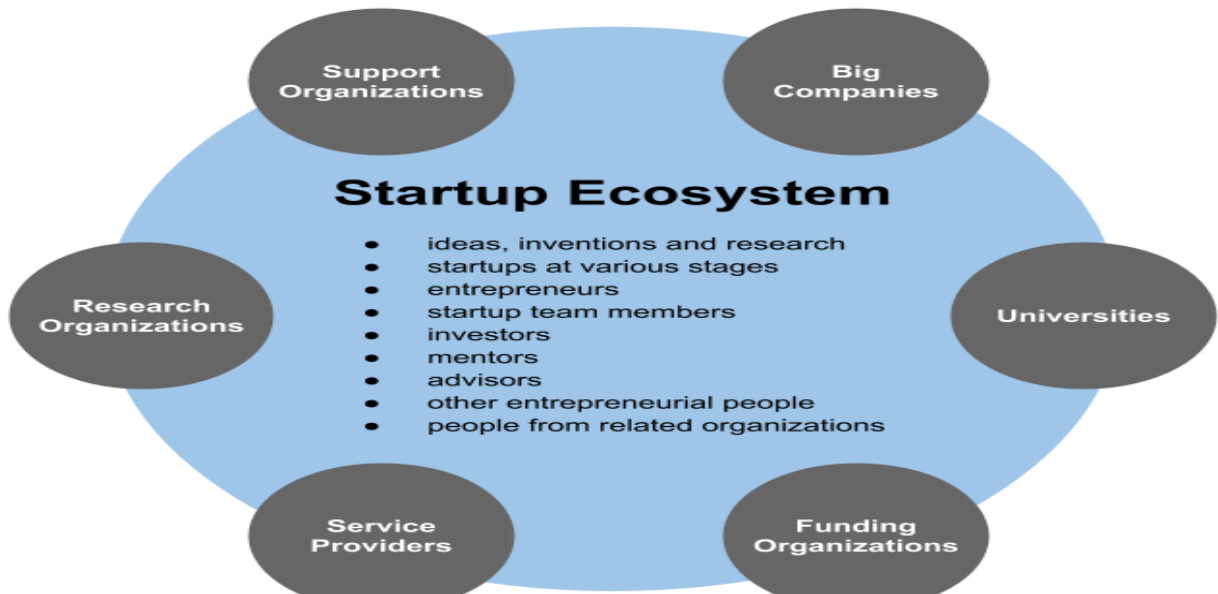 Support
Organizations
Big
Companies
Startup Ecosystem
● ideas, inventions and research
● startups at various stages
● entrepreneurs
● startup team members
● investors
● mentors
● advisors
● other entrepreneurial people
● people from related organizations
Research
Organizations
Universities
Service
Providers
Funding
Organizations